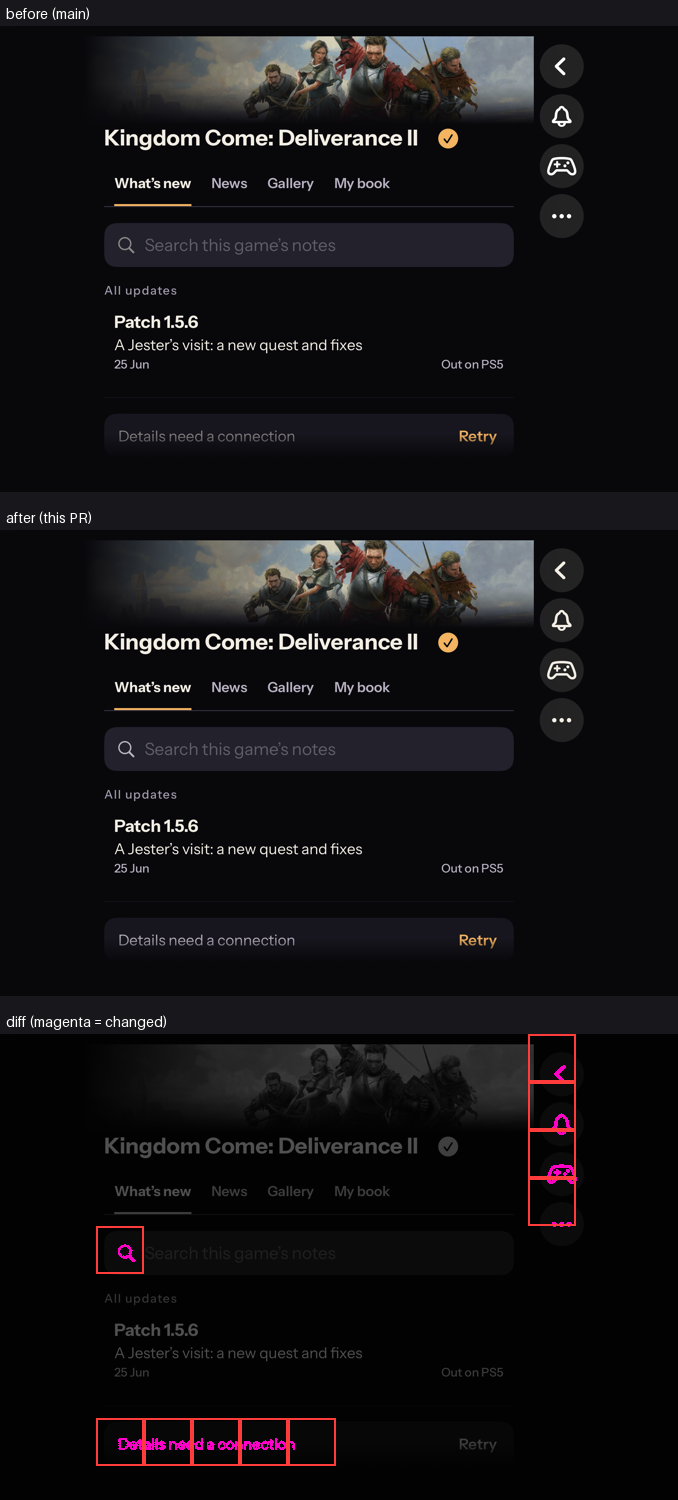 before (main)
Kingdom Come: Deliverance II
What's new News Gallery My book
Search this game's notes
All updates
Patch 1.5.6
A Jester's visit: a new quest and fixes
25 Jun Out on PS5
Details need a connection Retry
after (this PR)
Kingdom Come: Deliverance II
What's new News Gallery My book
Search this game's notes
All updates
Patch 1.5.6
A Jester's visit: a new quest and fixes
25 Jun Out on PS5
Details need a connection Retry
diff (magenta = changed)
Kingdom Come: Deliverance II
What's new News Gallery My book
Search this game's notes
All updates
Patch 1.5.6
A Jester's visit: a new quest and fixes
25 Jun Out on PS5
Details need a connection Retry